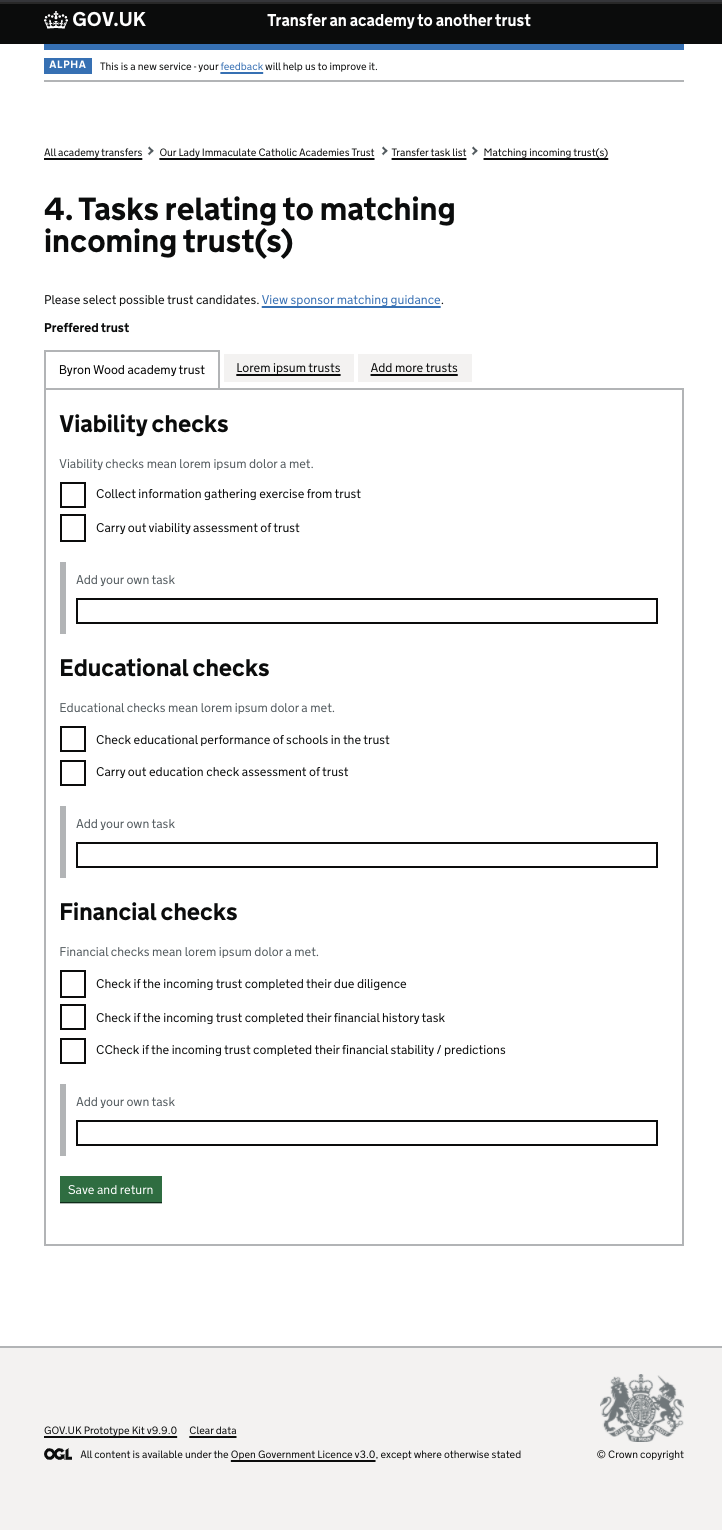 GOV.UK Transfer an academy to another trust
ALPHA This is a new service - your feedback will help us to improve it.
All academy transfers Our Lady Immaculate Catholic Academies Trust Transfer task list Matching incoming trust(s)
4. Tasks relating to matching
incoming trust(s)
Please select possible trust candidates. View sponsor matching guidance.
Preffered trust
Byron Wood academy trust Lorem ipsum trusts Add more trusts
Viability checks
Viability checks mean lorem ipsum dolor a met.
Collect information gathering exercise from trust
Carry out viability assessment of trust
Add your own task
Educational checks
Educational checks mean lorem ipsum dolor a met.
Check educational performance of schools in the trust
Carry out education check assessment of trust
Add your own task
Financial checks
Financial checks mean lorem ipsum dolor a met.
Check if the incoming trust completed their due diligence
Check if the incoming trust completed their financial history task
CCheck if the incoming trust completed their financial stability / predictions
Add your own task
Save and return
GOV.UK Prototype Kit v9.9.0 Clear data
OGL All content is available under the Open Government Licence v3.0, except where otherwise stated © Crown copyright